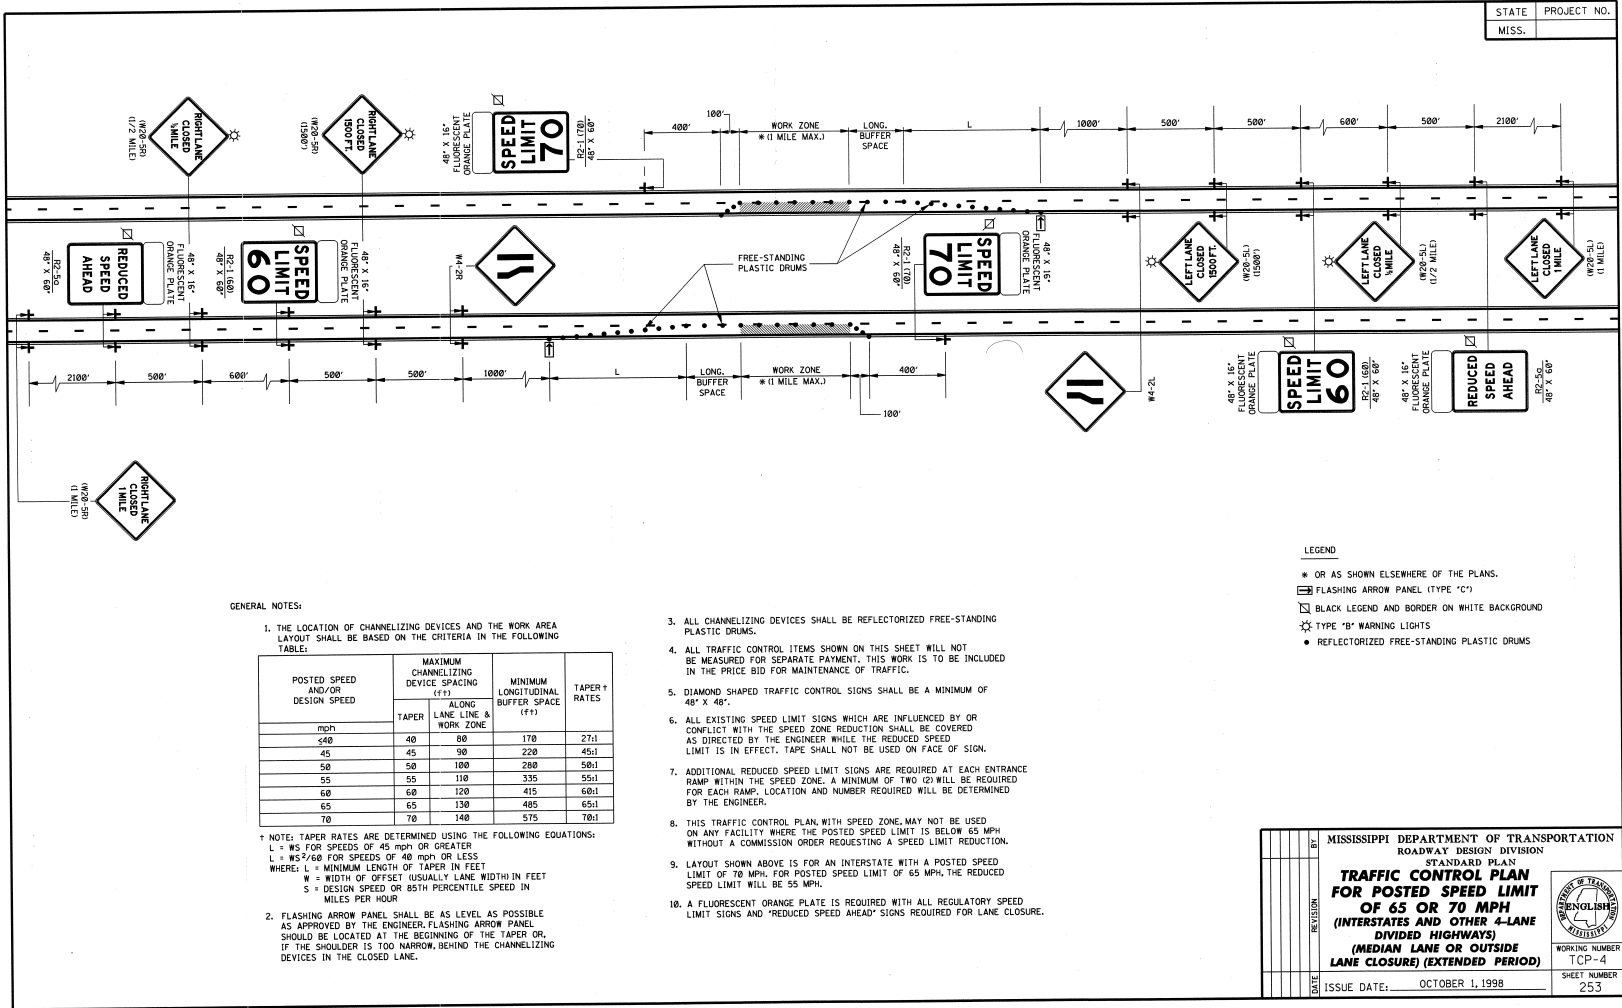 STATE PROJECT NO.
MISS.
(W20-5R)
(1/2 MILE)
RIGHT LANE
CLOSED
½ MILE
(W20-5R)
(1500')
RIGHT LANE
CLOSED
1500 FT.
48" X 16"
FLUORESCENT
ORANGE PLATE
SPEED
LIMIT
70
R2-1 (70)
48" X 60"
400'
100'
WORK ZONE
* (1 MILE MAX.)
LONG.
BUFFER
SPACE
L
1000'
500'
500'
600'
500'
2100'
R2-5a
48" X 60"
REDUCED
SPEED
AHEAD
48" X 16"
FLUORESCENT
ORANGE PLATE
R2-1 (60)
48" X 60"
SPEED
LIMIT
60
48" X 16"
FLUORESCENT
ORANGE PLATE
W4-2R
FREE-STANDING
PLASTIC DRUMS
R2-1 (70)
48" X 60"
SPEED
LIMIT
70
48" X 16"
FLUORESCENT
ORANGE PLATE
LEFT LANE
CLOSED
1500 FT.
(W20-5L)
(1500')
LEFT LANE
CLOSED
½ MILE
(W20-5L)
(1/2 MILE)
LEFT LANE
CLOSED
1 MILE
(W20-5L)
(1 MILE)
2100'
500'
600'
500'
500'
1000'
L
LONG.
BUFFER
SPACE
WORK ZONE
* (1 MILE MAX.)
400'
100'
W4-2L
48" X 16"
FLUORESCENT
ORANGE PLATE
SPEED
LIMIT
60
R2-1 (60)
48" X 60"
48" X 16"
FLUORESCENT
ORANGE PLATE
REDUCED
SPEED
AHEAD
R2-5a
48" X 60"
(W20-5R)
(1 MILE)
RIGHT LANE
CLOSED
1 MILE
LEGEND
* OR AS SHOWN ELSEWHERE OF THE PLANS.
FLASHING ARROW PANEL (TYPE "C")
BLACK LEGEND AND BORDER ON WHITE BACKGROUND
TYPE "B" WARNING LIGHTS
• REFLECTORIZED FREE-STANDING PLASTIC DRUMS
GENERAL NOTES:
1. THE LOCATION OF CHANNELIZING DEVICES AND THE WORK AREA
LAYOUT SHALL BE BASED ON THE CRITERIA IN THE FOLLOWING
TABLE:
POSTED SPEED
AND/OR
DESIGN SPEED
mph
MAXIMUM
CHANNELIZING
DEVICE SPACING
(ft)
TAPER
ALONG
LANE LINE &
WORK ZONE
MINIMUM
LONGITUDINAL
BUFFER SPACE
(ft)
TAPER †
RATES
≤40 40 80 170 27:1
45 45 90 220 45:1
50 50 100 280 50:1
55 55 110 335 55:1
60 60 120 415 60:1
65 65 130 485 65:1
70 70 140 575 70:1
† NOTE: TAPER RATES ARE DETERMINED USING THE FOLLOWING EQUATIONS:
L = WS FOR SPEEDS OF 45 mph OR GREATER
L = WS²/60 FOR SPEEDS OF 40 mph OR LESS
WHERE: L = MINIMUM LENGTH OF TAPER IN FEET
W = WIDTH OF OFFSET (USUALLY LANE WIDTH) IN FEET
S = DESIGN SPEED OR 85TH PERCENTILE SPEED IN
MILES PER HOUR
2. FLASHING ARROW PANEL SHALL BE AS LEVEL AS POSSIBLE
AS APPROVED BY THE ENGINEER. FLASHING ARROW PANEL
SHOULD BE LOCATED AT THE BEGINNING OF THE TAPER OR,
IF THE SHOULDER IS TOO NARROW, BEHIND THE CHANNELIZING
DEVICES IN THE CLOSED LANE.
3. ALL CHANNELIZING DEVICES SHALL BE REFLECTORIZED FREE-STANDING
PLASTIC DRUMS.
4. ALL TRAFFIC CONTROL ITEMS SHOWN ON THIS SHEET WILL NOT
BE MEASURED FOR SEPARATE PAYMENT. THIS WORK IS TO BE INCLUDED
IN THE PRICE BID FOR MAINTENANCE OF TRAFFIC.
5. DIAMOND SHAPED TRAFFIC CONTROL SIGNS SHALL BE A MINIMUM OF
48" X 48".
6. ALL EXISTING SPEED LIMIT SIGNS WHICH ARE INFLUENCED BY OR
CONFLICT WITH THE SPEED ZONE REDUCTION SHALL BE COVERED
AS DIRECTED BY THE ENGINEER WHILE THE REDUCED SPEED
LIMIT IS IN EFFECT. TAPE SHALL NOT BE USED ON FACE OF SIGN.
7. ADDITIONAL REDUCED SPEED LIMIT SIGNS ARE REQUIRED AT EACH ENTRANCE
RAMP WITHIN THE SPEED ZONE. A MINIMUM OF TWO (2) WILL BE REQUIRED
FOR EACH RAMP. LOCATION AND NUMBER REQUIRED WILL BE DETERMINED
BY THE ENGINEER.
8. THIS TRAFFIC CONTROL PLAN, WITH SPEED ZONE, MAY NOT BE USED
ON ANY FACILITY WHERE THE POSTED SPEED LIMIT IS BELOW 65 MPH
WITHOUT A COMMISSION ORDER REQUESTING A SPEED LIMIT REDUCTION.
9. LAYOUT SHOWN ABOVE IS FOR AN INTERSTATE WITH A POSTED SPEED
LIMIT OF 70 MPH. FOR POSTED SPEED LIMIT OF 65 MPH, THE REDUCED
SPEED LIMIT WILL BE 55 MPH.
10. A FLUORESCENT ORANGE PLATE IS REQUIRED WITH ALL REGULATORY SPEED
LIMIT SIGNS AND "REDUCED SPEED AHEAD" SIGNS REQUIRED FOR LANE CLOSURE.
BY
REVISION
DATE
MISSISSIPPI DEPARTMENT OF TRANSPORTATION
ROADWAY DESIGN DIVISION
STANDARD PLAN
TRAFFIC CONTROL PLAN
FOR POSTED SPEED LIMIT
OF 65 OR 70 MPH
(INTERSTATES AND OTHER 4-LANE
DIVIDED HIGHWAYS)
(MEDIAN LANE OR OUTSIDE
LANE CLOSURE) (EXTENDED PERIOD)
ISSUE DATE: OCTOBER 1, 1998
DEPARTMENT OF TRANSPORTATION
ENGLISH
MISSISSIPPI
WORKING NUMBER
TCP-4
SHEET NUMBER
253